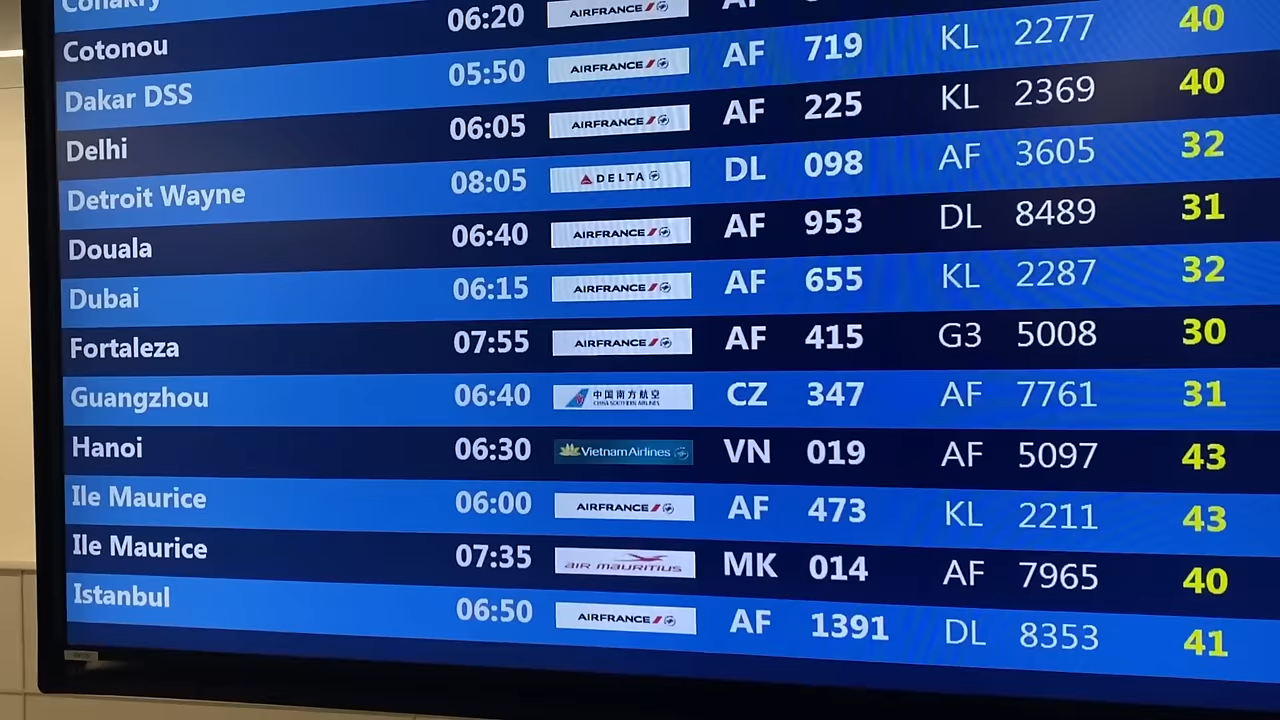 Conakry
Cotonou 06:20 AIRFRANCE AF
Dakar DSS 05:50 AIRFRANCE AF 719 KL 2277 40
Delhi 06:05 AIRFRANCE AF 225 KL 2369 40
Detroit Wayne 08:05 DELTA DL 098 AF 3605 32
Douala 06:40 AIRFRANCE AF 953 DL 8489 31
Dubai 06:15 AIRFRANCE AF 655 KL 2287 32
Fortaleza 07:55 AIRFRANCE AF 415 G3 5008 30
Guangzhou 06:40 中国南方航空 CHINA SOUTHERN AIRLINES CZ 347 AF 7761 31
Hanoi 06:30 Vietnam Airlines VN 019 AF 5097 43
Ile Maurice 06:00 AIRFRANCE AF 473 KL 2211 43
Ile Maurice 07:35 AIR MAURITIUS MK 014 AF 7965 40
Istanbul 06:50 AIRFRANCE AF 1391 DL 8353 41